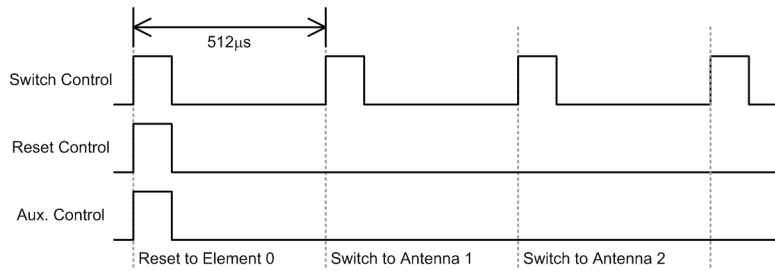 512μs
Switch Control
Reset Control
Aux. Control
Reset to Element 0
Switch to Antenna 1
Switch to Antenna 2